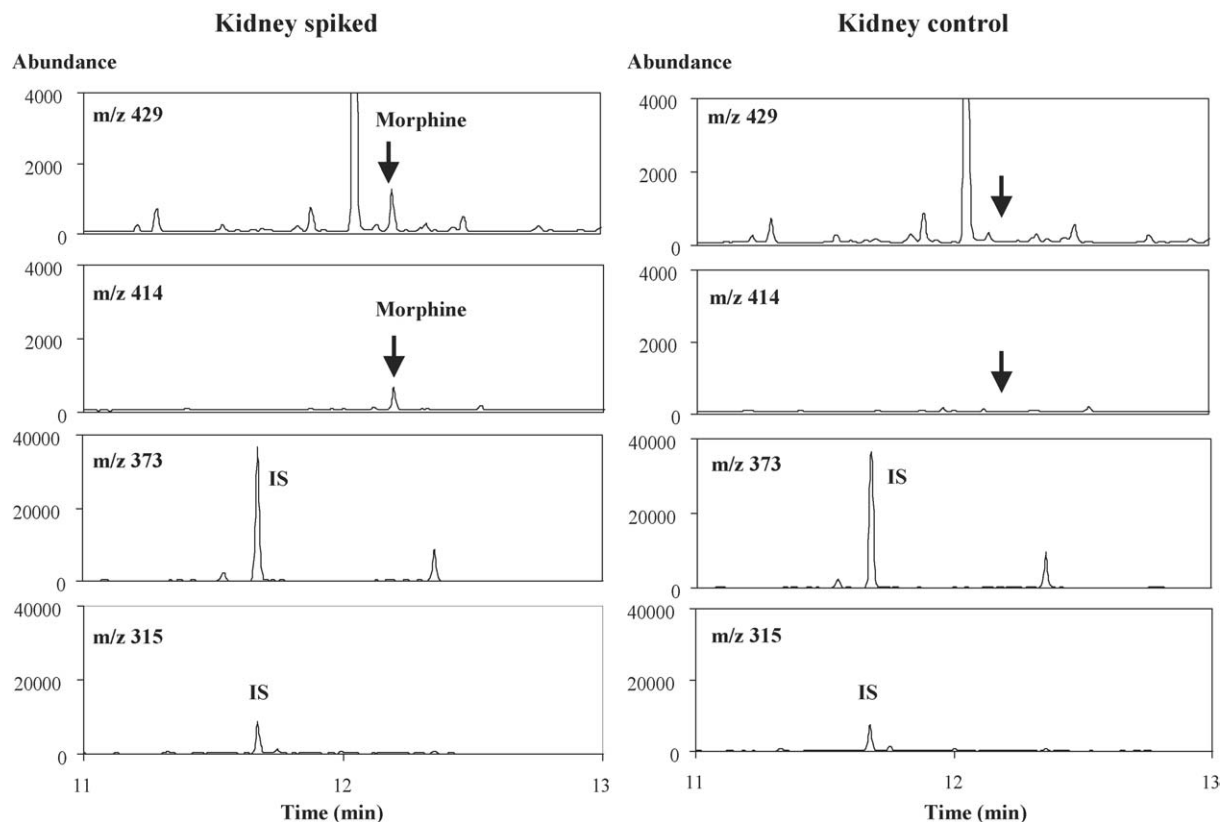 Kidney spiked
Abundance
4000
m/z 429
Morphine
2000
0
4000
m/z 414
Morphine
2000
0
40000
m/z 373
IS
20000
0
40000
m/z 315
20000
IS
0
11
12
13
Time (min)
Kidney control
Abundance
4000
m/z 429
2000
0
4000
m/z 414
2000
0
40000
m/z 373
IS
20000
0
40000
m/z 315
20000
IS
0
11
12
13
Time (min)